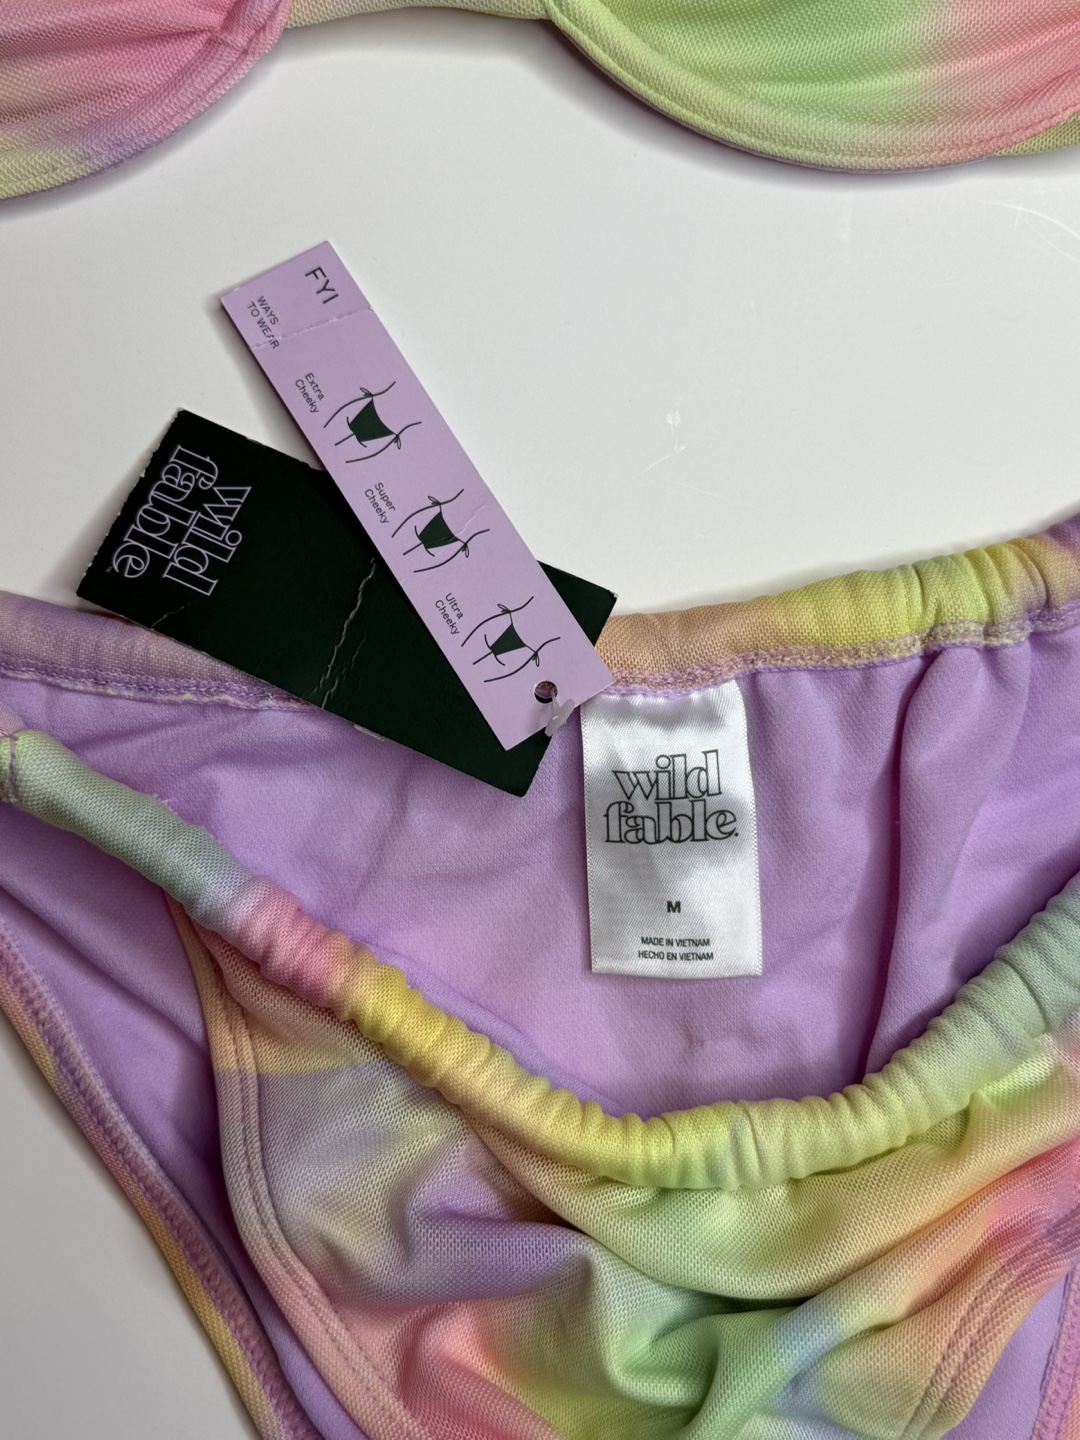 FYI
WAYS
TO WEAR
Extra
Cheeky
Super
Cheeky
Ultra
Cheeky
wild
fable.
wild
fable.
M
MADE IN VIETNAM
HECHO EN VIETNAM